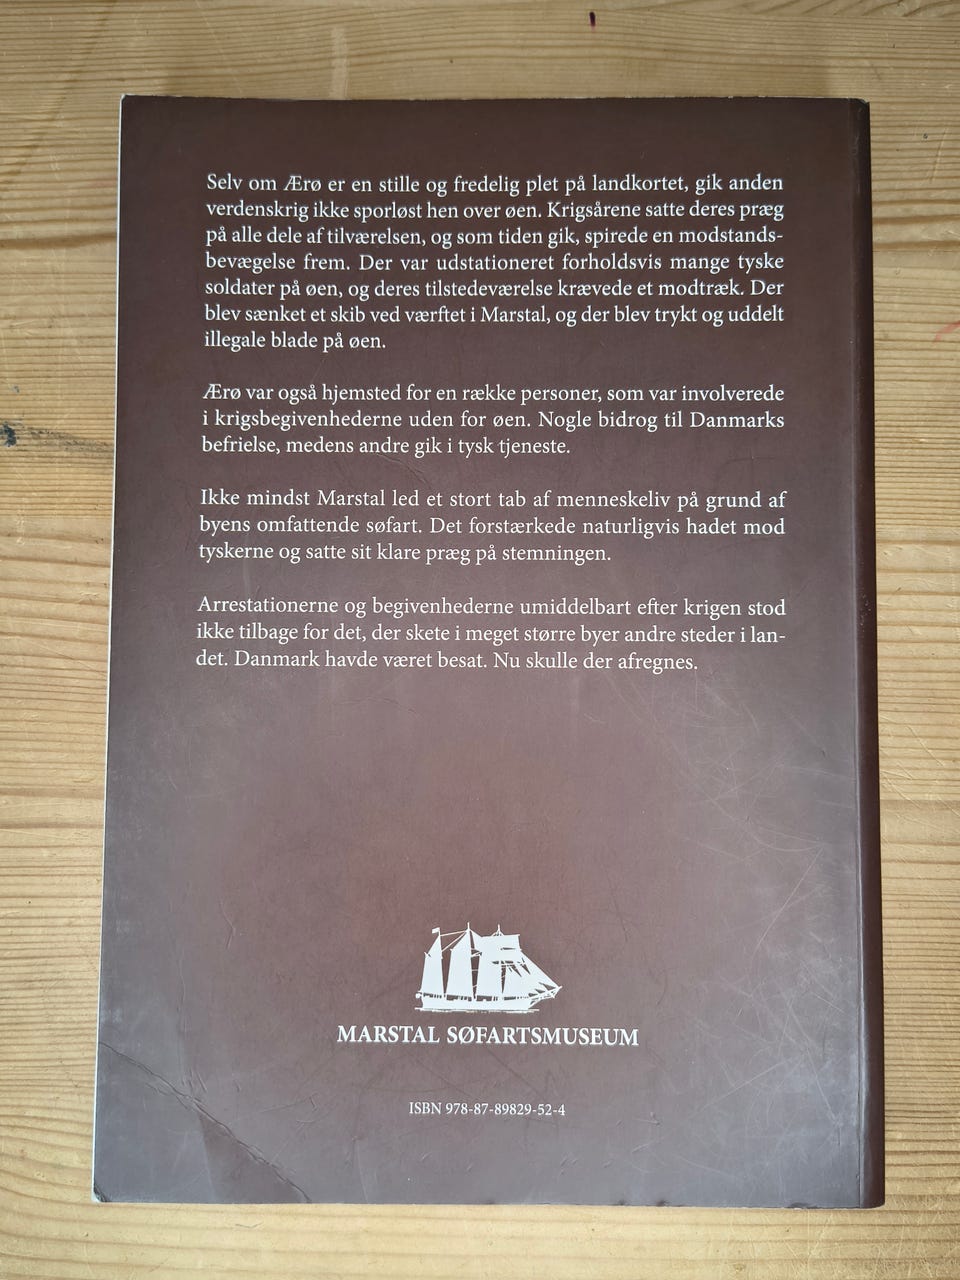 Selv om Ærø er en stille og fredelig plet på landkortet, gik anden
verdenskrig ikke sporløst hen over øen. Krigsårene satte deres præg
på alle dele af tilværelsen, og som tiden gik, spirede en modstands-
bevægelse frem. Der var udstationeret forholdsvis mange tyske
soldater på øen, og deres tilstedeværelse krævede et modtræk. Der
blev sænket et skib ved værftet i Marstal, og der blev trykt og uddelt
illegale blade på øen.
Ærø var også hjemsted for en række personer, som var involverede
i krigsbegivenhederne uden for øen. Nogle bidrog til Danmarks
befrielse, medens andre gik i tysk tjeneste.
Ikke mindst Marstal led et stort tab af menneskeliv på grund af
byens omfattende søfart. Det forstærkede naturligvis hadet mod
tyskerne og satte sit klare præg på stemningen.
Arrestationerne og begivenhederne umiddelbart efter krigen stod
ikke tilbage for det, der skete i meget større byer andre steder i lan-
det. Danmark havde været besat. Nu skulle der afregnes.
MARSTAL SØFARTSMUSEUM
ISBN 978-87-89829-52-4